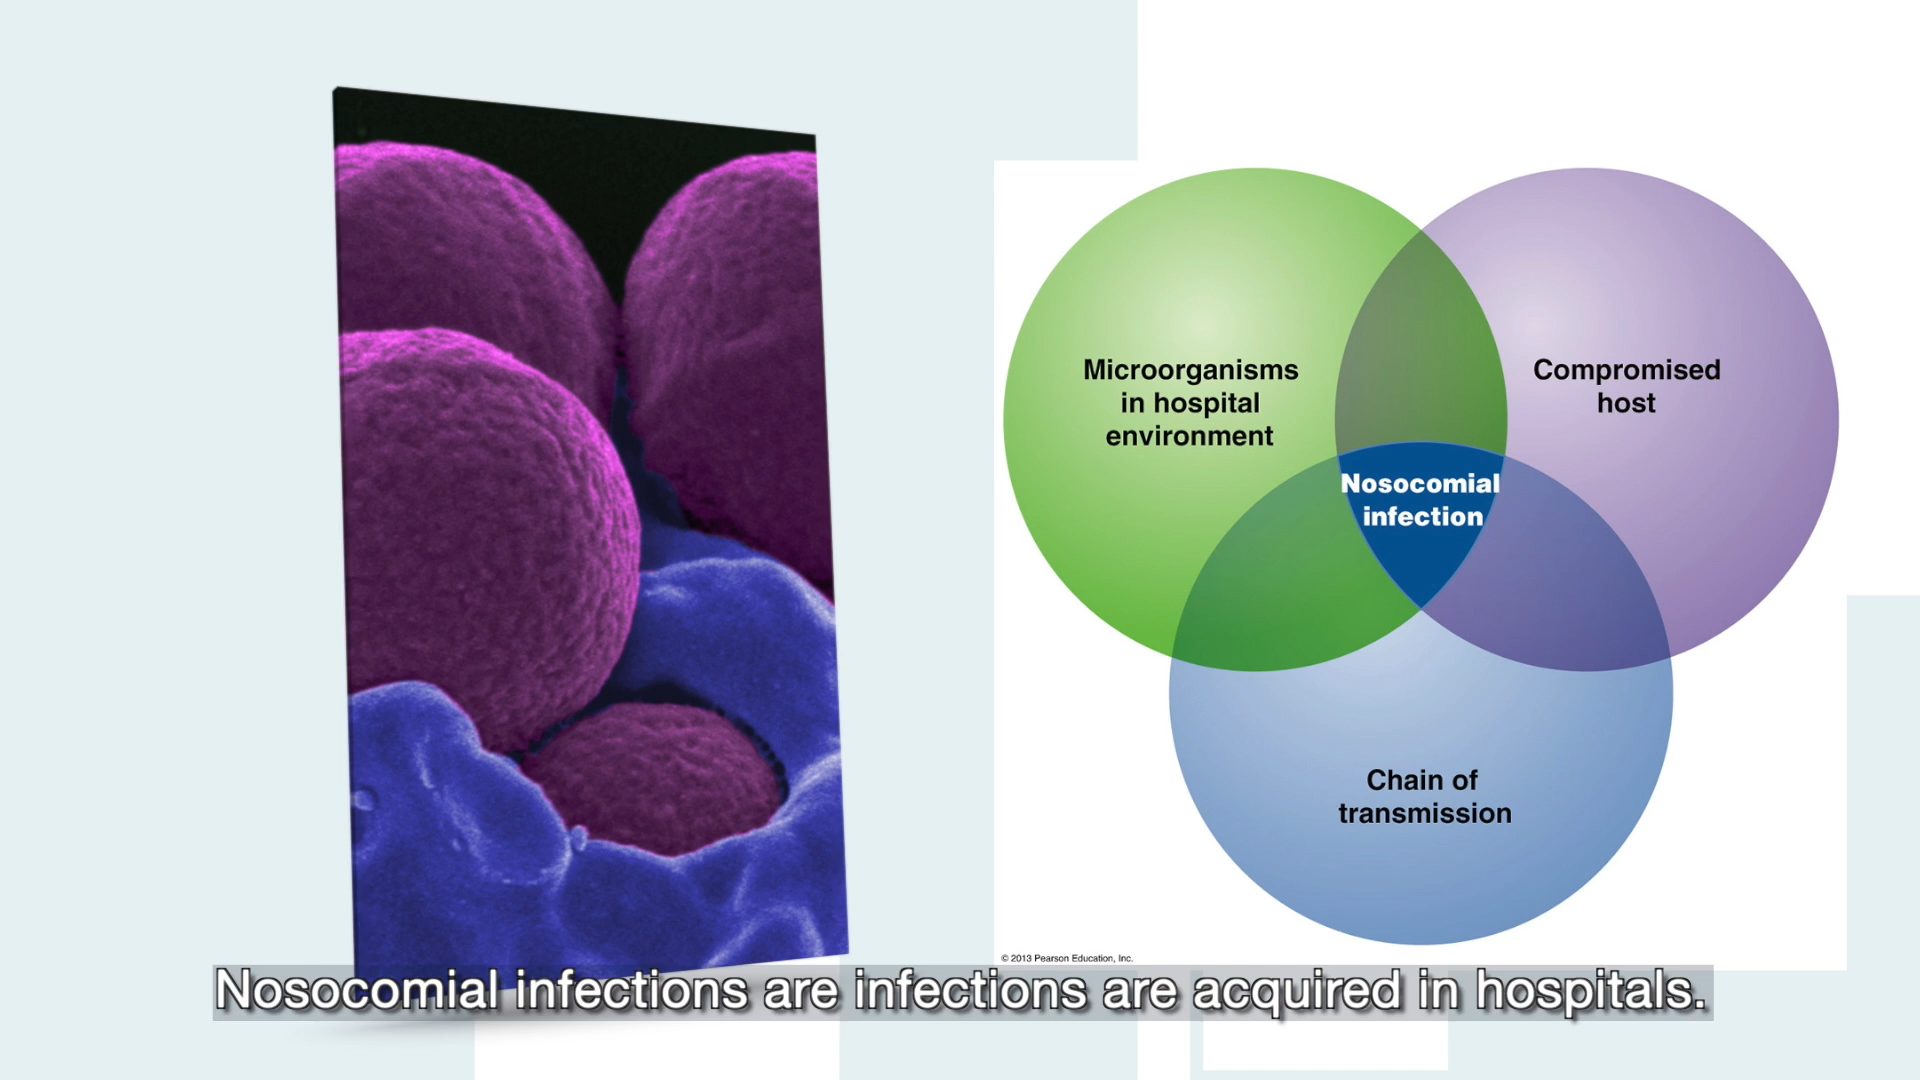 Microorganisms
in hospital
environment
Compromised
host
Nosocomial
infection
Chain of
transmission
© 2013 Pearson Education, Inc.
Nosocomial infections are infections are acquired in hospitals.